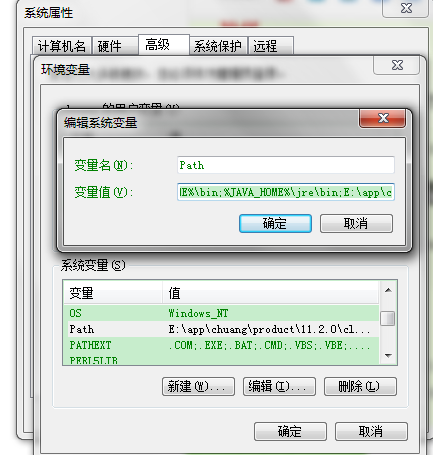 系统属性
计算机名 硬件 高级 系统保护 远程
环境变量
的用户变量(U)
编辑系统变量
变量名(N): Path
变量值(V): E%\bin;%JAVA_HOME%\jre\bin;E:\app\c
确定 取消
系统变量(S)
变量 值
OS Windows_NT
Path E:\app\chuang\product\11.2.0\cl...
PATHEXT .COM;.EXE;.BAT;.CMD;.VBS;.VBE;....
PERL5LIB
新建(W)... 编辑(I)... 删除(L)
确定 取消